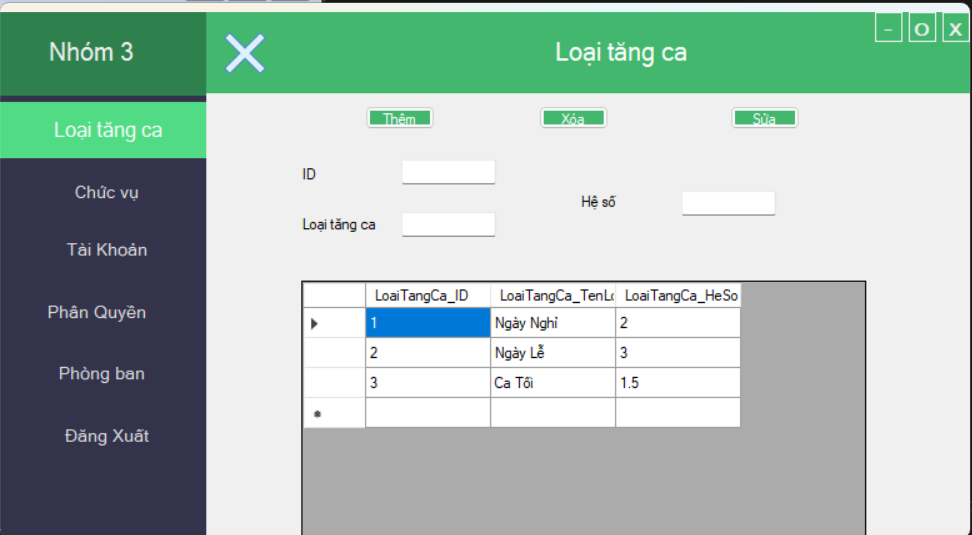 Nhóm 3
Loại tăng ca
- O X
Loại tăng ca
Chức vụ
Tài Khoản
Phân Quyền
Phòng ban
Đăng Xuất
Thêm Xóa Sửa
ID
Hệ số
Loại tăng ca
LoaiTangCa_ID LoaiTangCa_TenLo LoaiTangCa_HeSo
1 Ngày Nghỉ 2
2 Ngày Lễ 3
3 Ca Tối 1.5